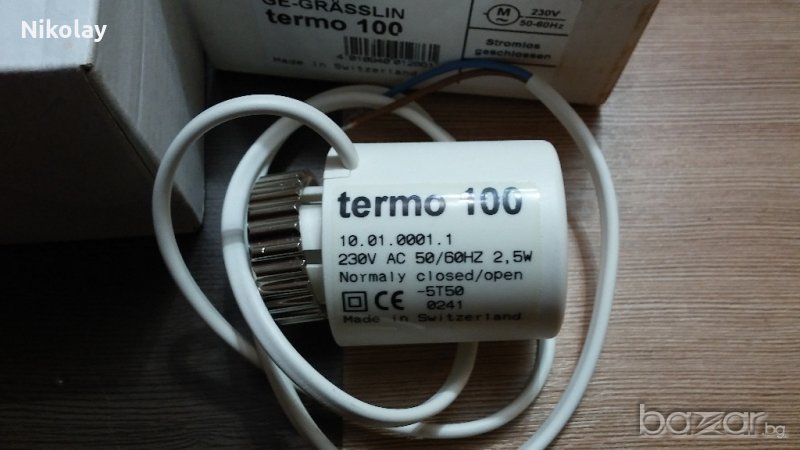 Nikolay
GE-GRÄSSLIN
termo 100
Made in Switzerland
M
230V
50-60Hz
Stromlos
geschlossen
termo 100
10.01.0001.1
230V AC 50/60HZ 2,5W
Normaly closed/open
-5T50
CE
0241
Made in Switzerland
bazar.bg